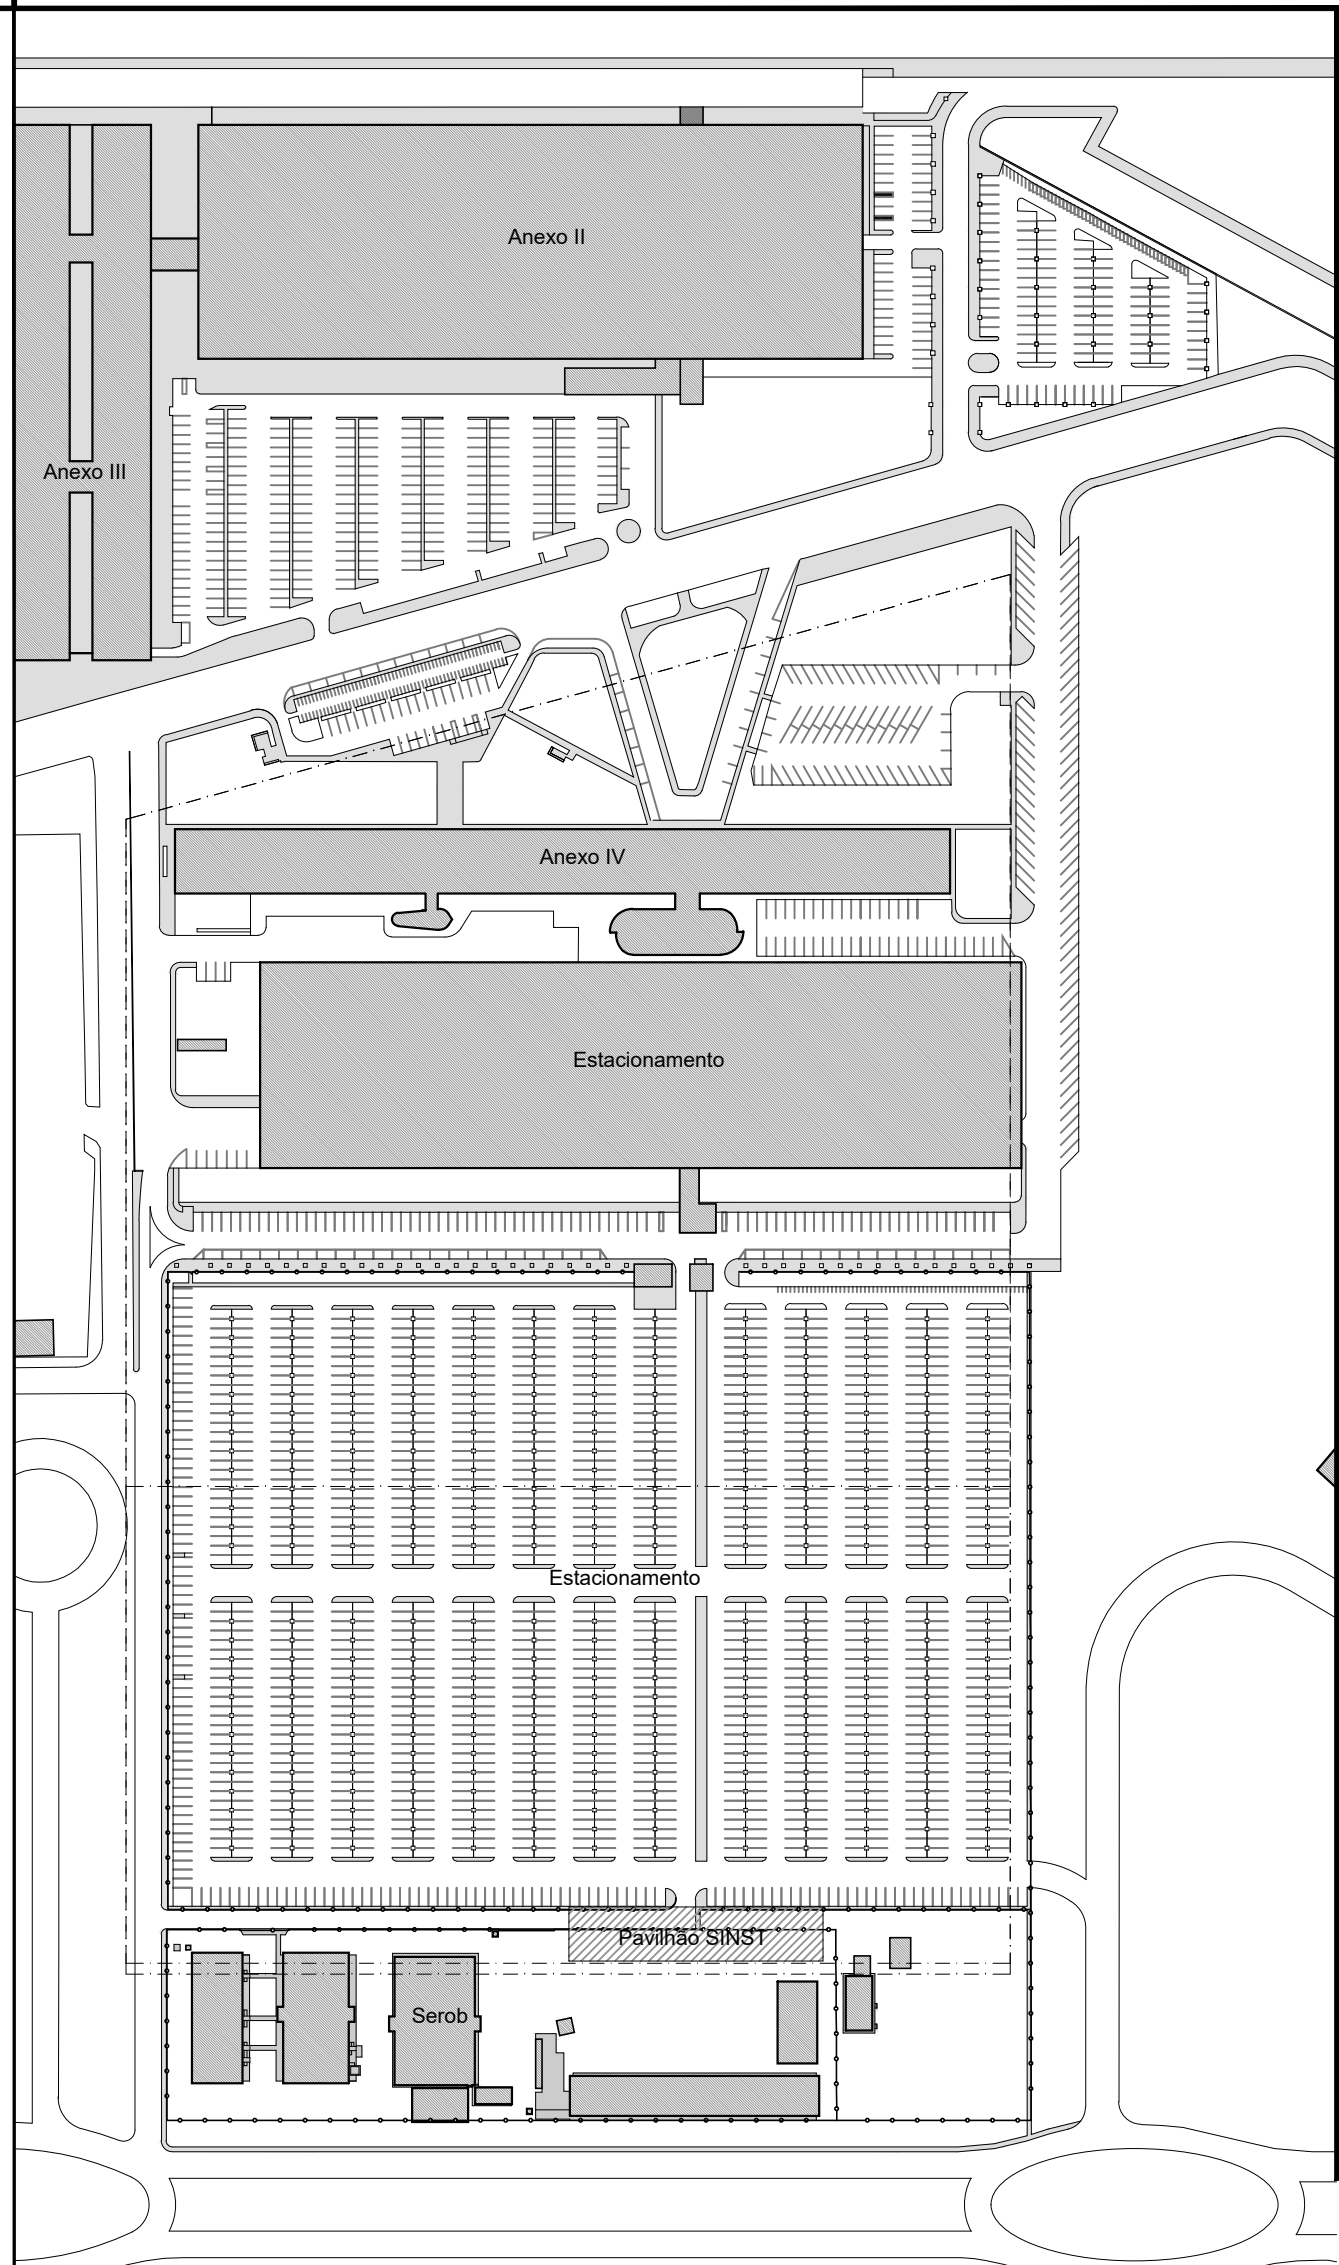 Anexo II
Anexo III
Anexo IV
Estacionamento
Estacionamento
Pavilhão SINST
Serob